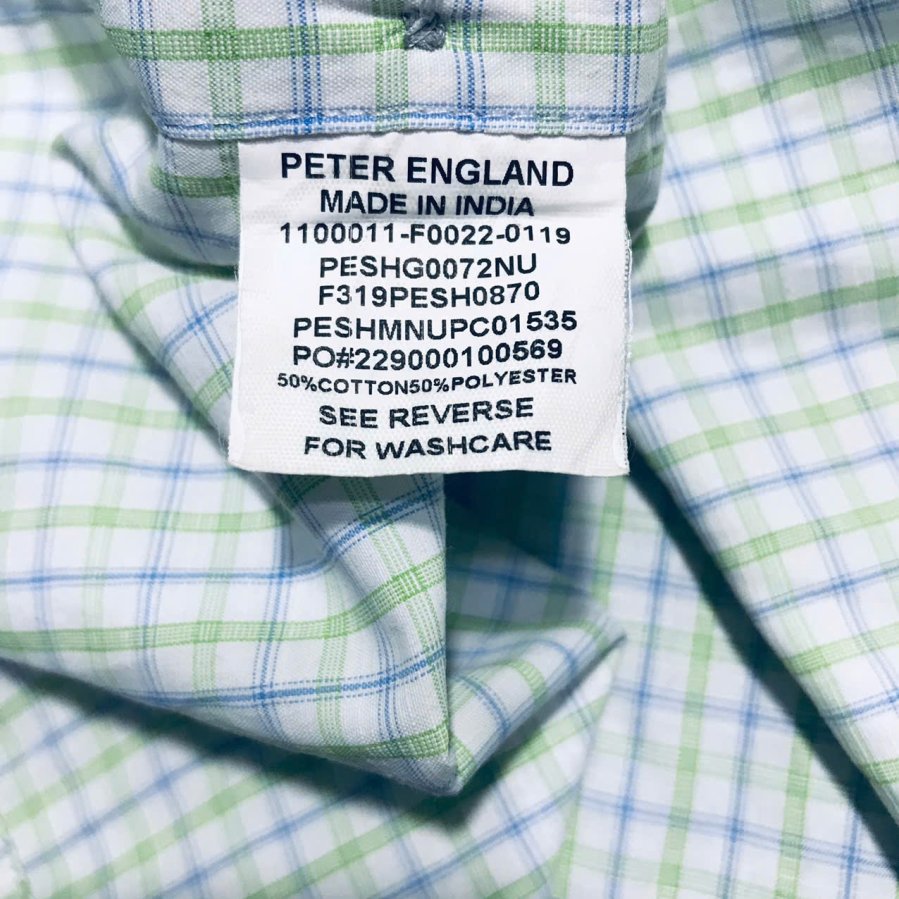 PETER ENGLAND
MADE IN INDIA
1100011-F0022-0119
PESHG0072NU
F319PESH0870
PESHMNUPC01535
PO#229000100569
50%COTTON50%POLYESTER
SEE REVERSE
FOR WASHCARE